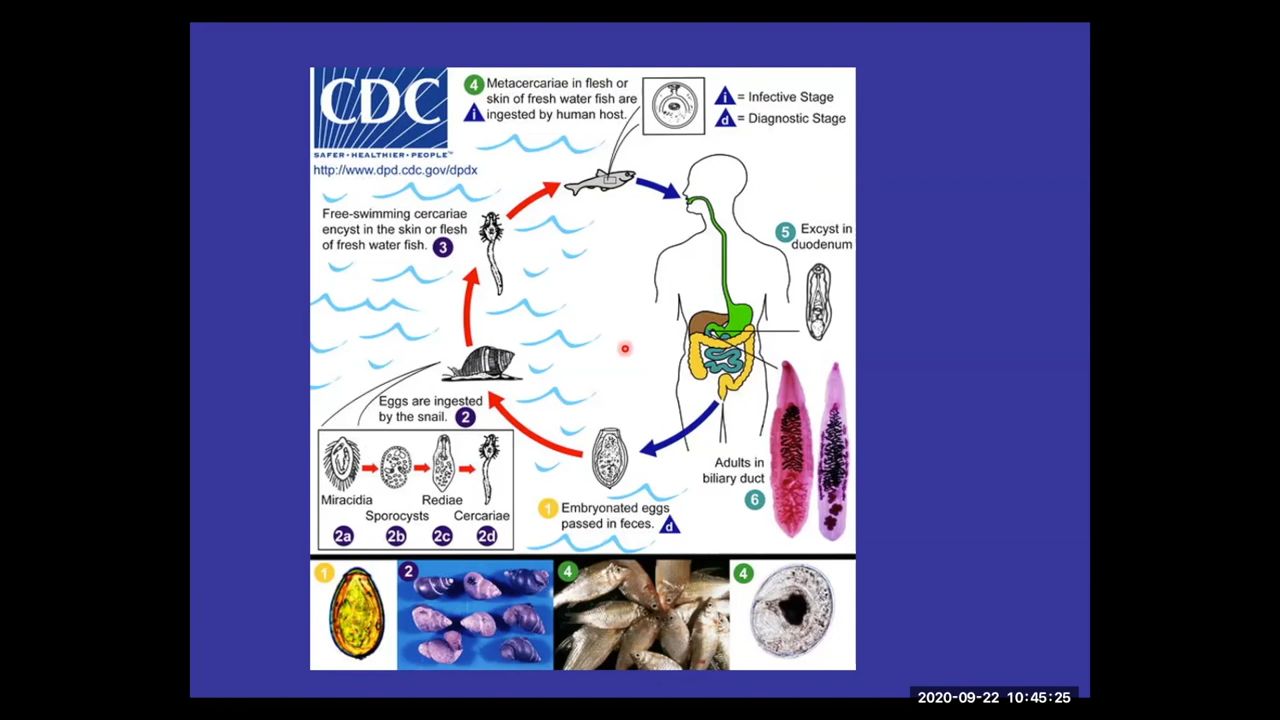 CDC
SAFER•HEALTHIER•PEOPLE™
http://www.dpd.cdc.gov/dpdx
4 Metacercariae in flesh or
skin of fresh water fish are
i ingested by human host.
i = Infective Stage
d = Diagnostic Stage
Free-swimming cercariae
encyst in the skin or flesh
of fresh water fish. 3
5 Excyst in
duodenum
Eggs are ingested
by the snail. 2
Miracidia
Sporocysts
Rediae
Cercariae
2a
2b
2c
2d
1 Embryonated eggs
passed in feces. d
Adults in
biliary duct
6
1
2
4
4
2020-09-22 10:45:25